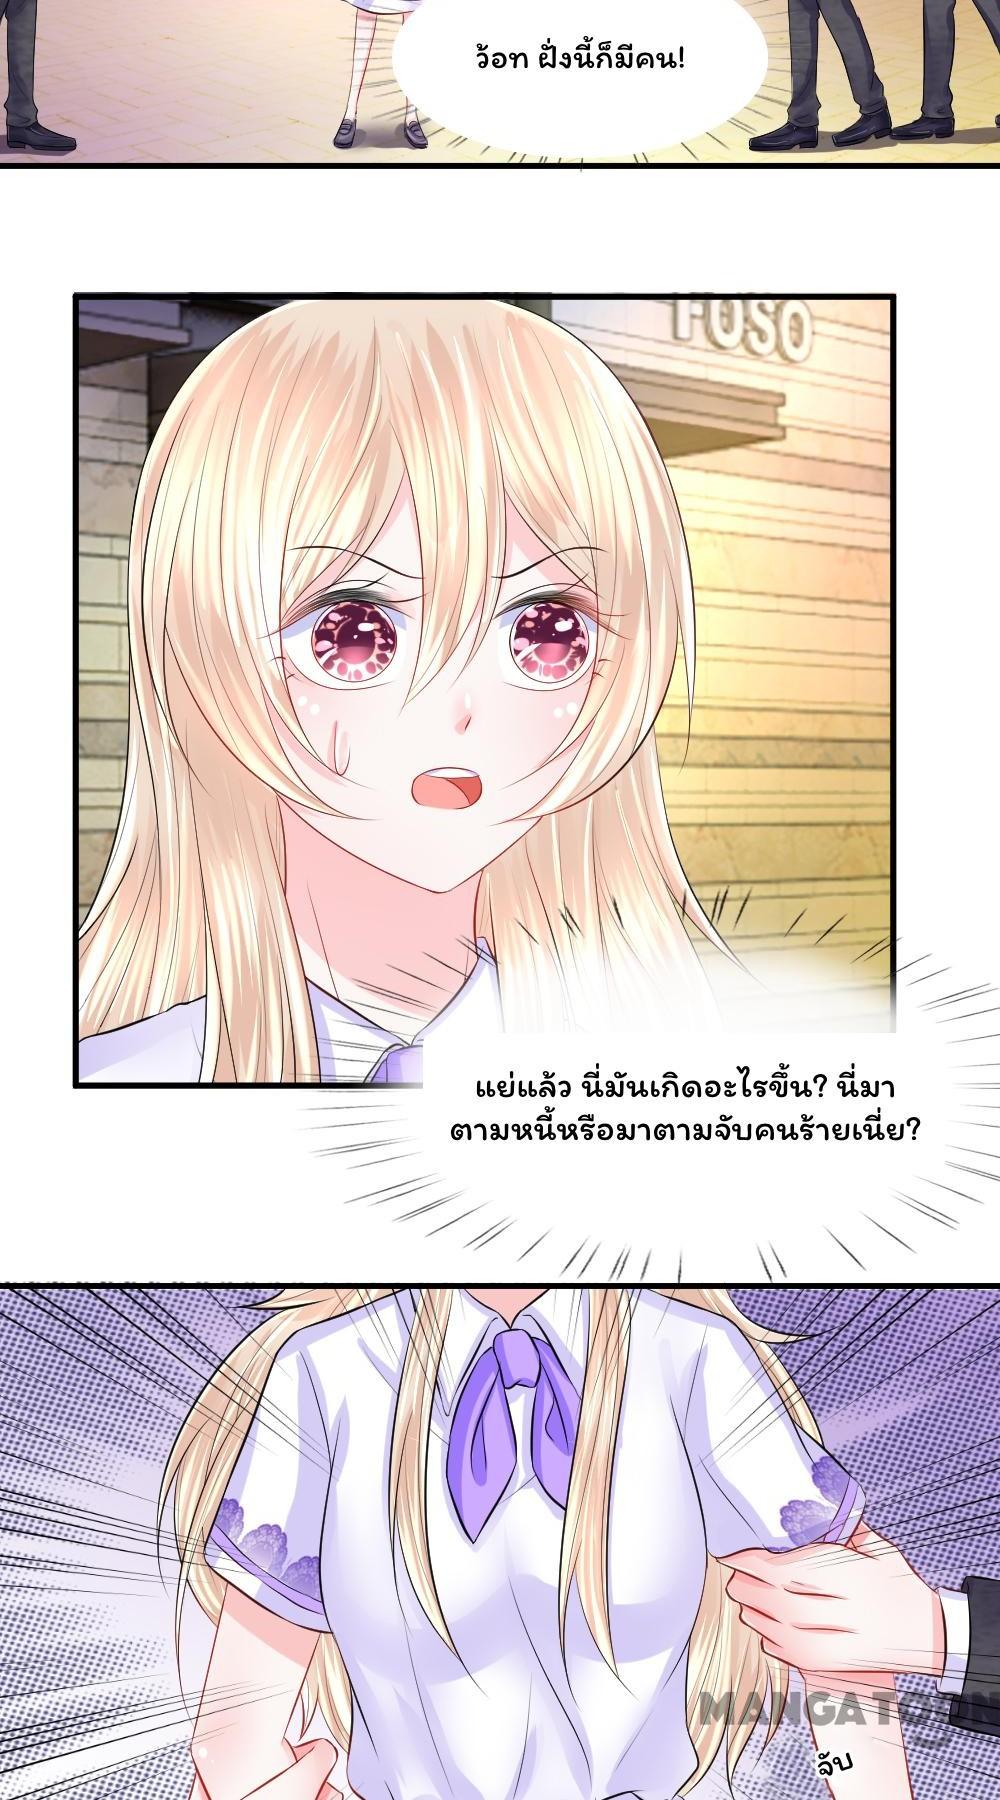 ว้อท ฝั่งนี้ก็มีคน!
FOSO
แย่แล้ว นี่มันเกิดอะไรขึ้น? นี่มา
ตามหนี้หรือมาตามจับคนร้ายเนี่ย?
MANGATOON
จับ